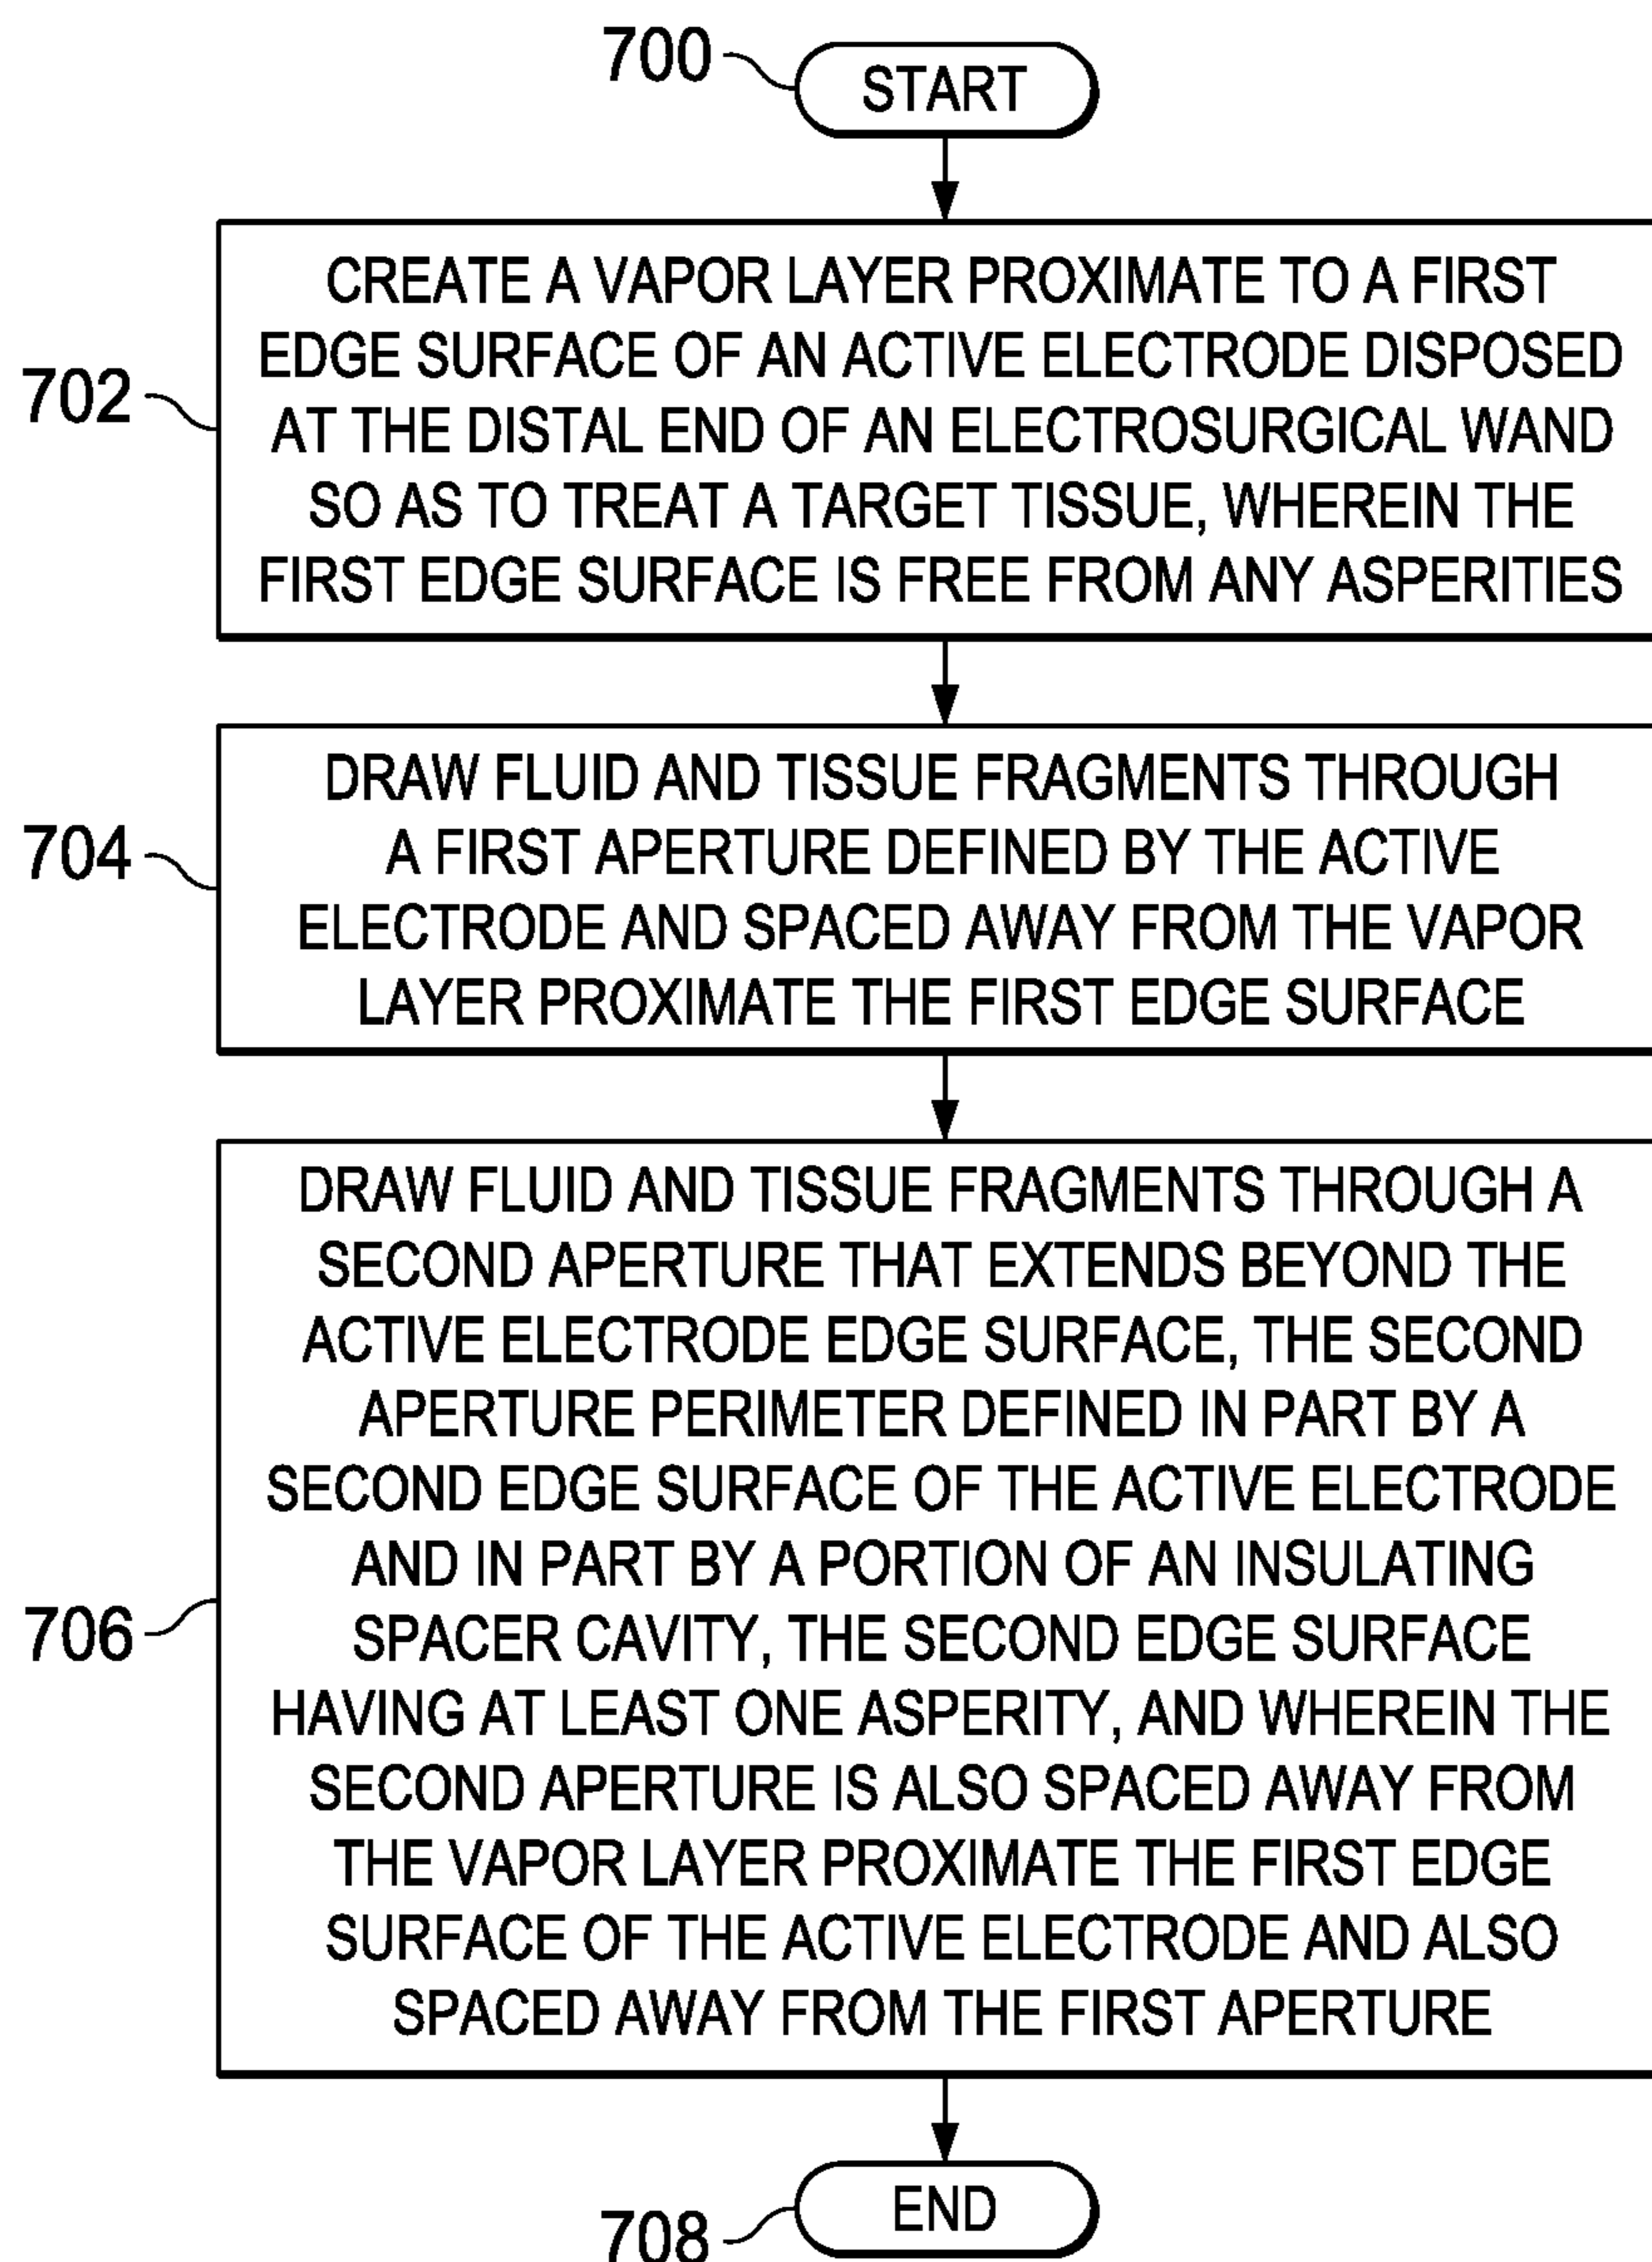 700
START
702
CREATE A VAPOR LAYER PROXIMATE TO A FIRST
EDGE SURFACE OF AN ACTIVE ELECTRODE DISPOSED
AT THE DISTAL END OF AN ELECTROSURGICAL WAND
SO AS TO TREAT A TARGET TISSUE, WHEREIN THE
FIRST EDGE SURFACE IS FREE FROM ANY ASPERITIES
704
DRAW FLUID AND TISSUE FRAGMENTS THROUGH
A FIRST APERTURE DEFINED BY THE ACTIVE
ELECTRODE AND SPACED AWAY FROM THE VAPOR
LAYER PROXIMATE THE FIRST EDGE SURFACE
706
DRAW FLUID AND TISSUE FRAGMENTS THROUGH A
SECOND APERTURE THAT EXTENDS BEYOND THE
ACTIVE ELECTRODE EDGE SURFACE, THE SECOND
APERTURE PERIMETER DEFINED IN PART BY A
SECOND EDGE SURFACE OF THE ACTIVE ELECTRODE
AND IN PART BY A PORTION OF AN INSULATING
SPACER CAVITY, THE SECOND EDGE SURFACE
HAVING AT LEAST ONE ASPERITY, AND WHEREIN THE
SECOND APERTURE IS ALSO SPACED AWAY FROM
THE VAPOR LAYER PROXIMATE THE FIRST EDGE
SURFACE OF THE ACTIVE ELECTRODE AND ALSO
SPACED AWAY FROM THE FIRST APERTURE
708
END